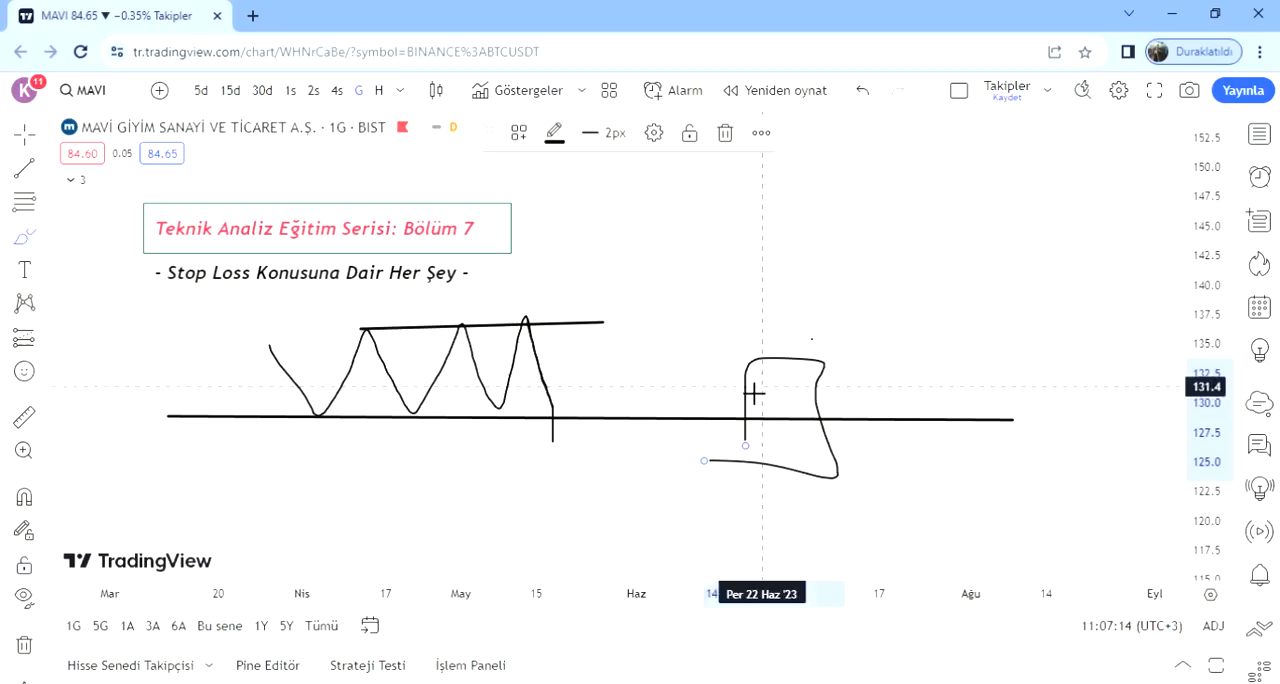 MAVI 84.65 ▼ −0.35% Takipler
tr.tradingview.com/chart/WHNrCaBe/?symbol=BINANCE%3ABTCUSDT
Duraklatıldı
K 11 MAVI 5d 15d 30d 1s 2s 4s G H Göstergeler Alarm Yeniden oynat Takipler Yayınla
Kaydet
MAVİ GİYİM SANAYİ VE TİCARET A.Ş. · 1G · BIST D 2px
84.60 0.05 84.65
3
Teknik Analiz Eğitim Serisi: Bölüm 7
- Stop Loss Konusuna Dair Her Şey -
152.5
150.0
147.5
145.0
142.5
140.0
137.5
135.0
132.5
131.4
130.0
127.5
125.0
122.5
120.0
117.5
115.0
TradingView
Mar 20 Nis 17 May 15 Haz 14 Per 22 Haz '23 17 Ağu 14 Eyl
1G 5G 1A 3A 6A Bu sene 1Y 5Y Tümü 11:07:14 (UTC+3) ADJ
Hisse Senedi Takipçisi Pine Editör Strateji Testi İşlem Paneli